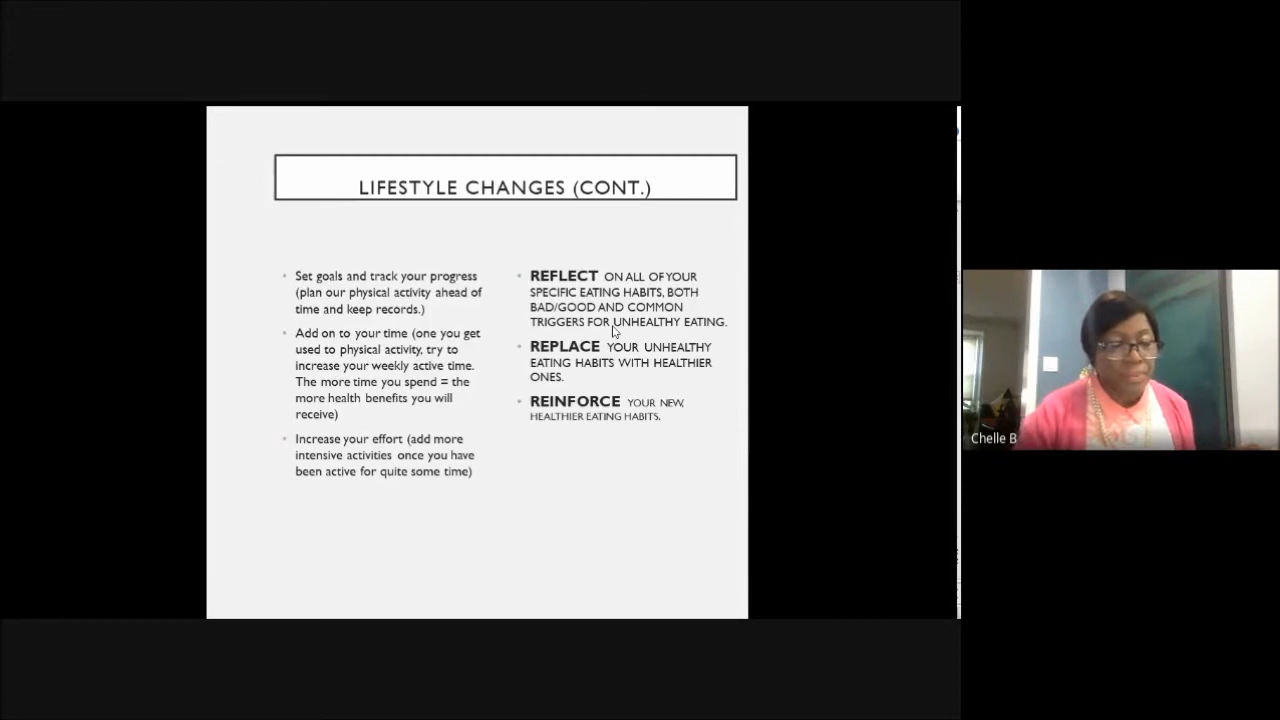 LIFESTYLE CHANGES (CONT.)
• Set goals and track your progress
(plan our physical activity ahead of
time and keep records.)
• Add on to your time (one you get
used to physical activity, try to
increase your weekly active time.
The more time you spend = the
more health benefits you will
receive)
• Increase your effort (add more
intensive activities once you have
been active for quite some time)
• REFLECT ON ALL OF YOUR
SPECIFIC EATING HABITS, BOTH
BAD/GOOD AND COMMON
TRIGGERS FOR UNHEALTHY EATING.
• REPLACE YOUR UNHEALTHY
EATING HABITS WITH HEALTHIER
ONES.
• REINFORCE YOUR NEW,
HEALTHIER EATING HABITS.
Chelle B